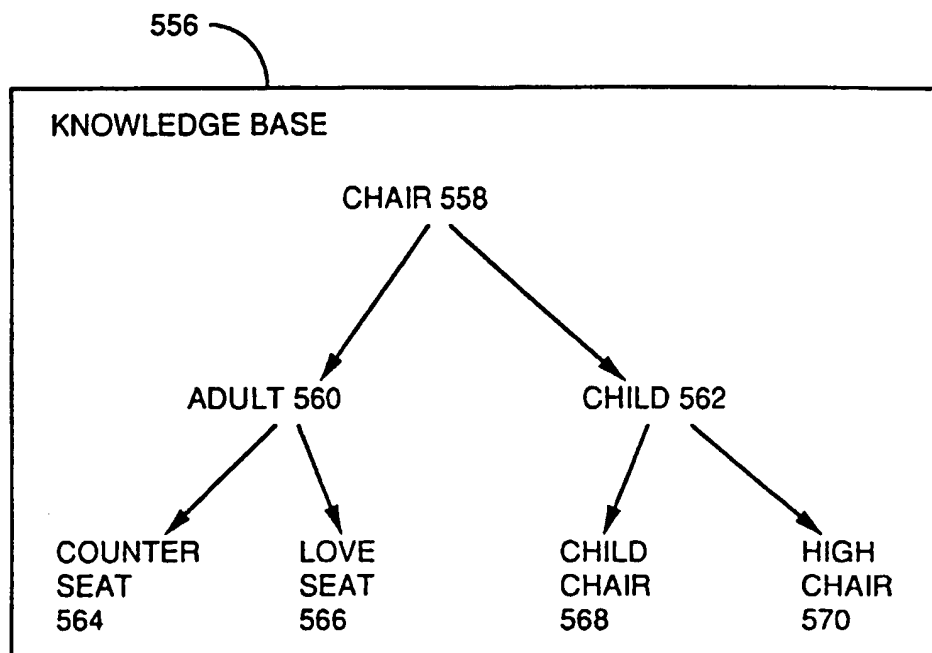 556
KNOWLEDGE BASE
CHAIR 558
ADULT 560
CHILD 562
COUNTER
SEAT
564
LOVE
SEAT
566
CHILD
CHAIR
568
HIGH
CHAIR
570